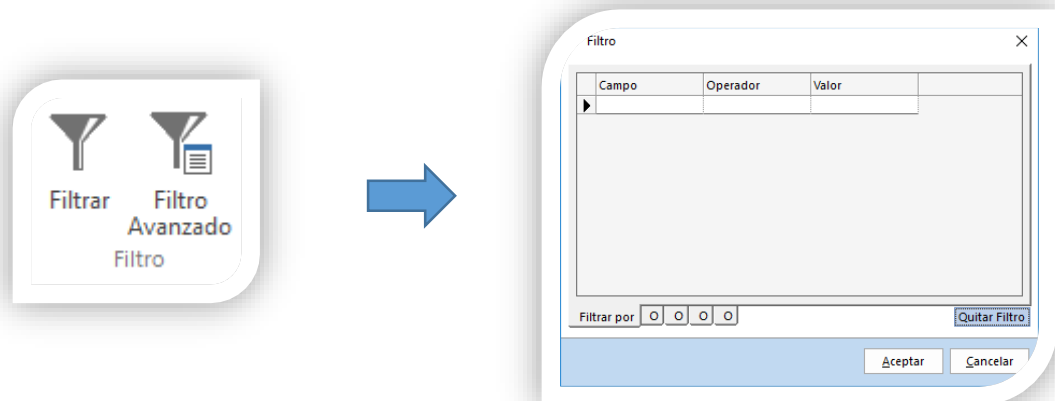 Filtrar
Filtro Avanzado
Filtro
Filtro
Campo Operador Valor
Filtrar por O O O O
Quitar Filtro
Aceptar Cancelar